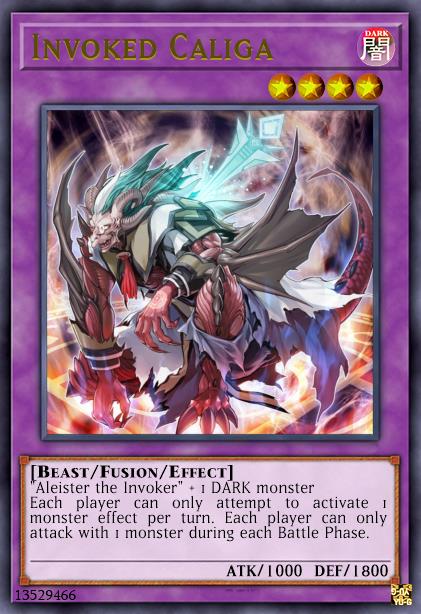 Invoked Caliga
DARK
闇
[Beast/Fusion/Effect]
"Aleister the Invoker" + 1 DARK monster
Each player can only attempt to activate 1
monster effect per turn. Each player can only
attack with 1 monster during each Battle Phase.
ATK/1000 DEF/1800
13529466